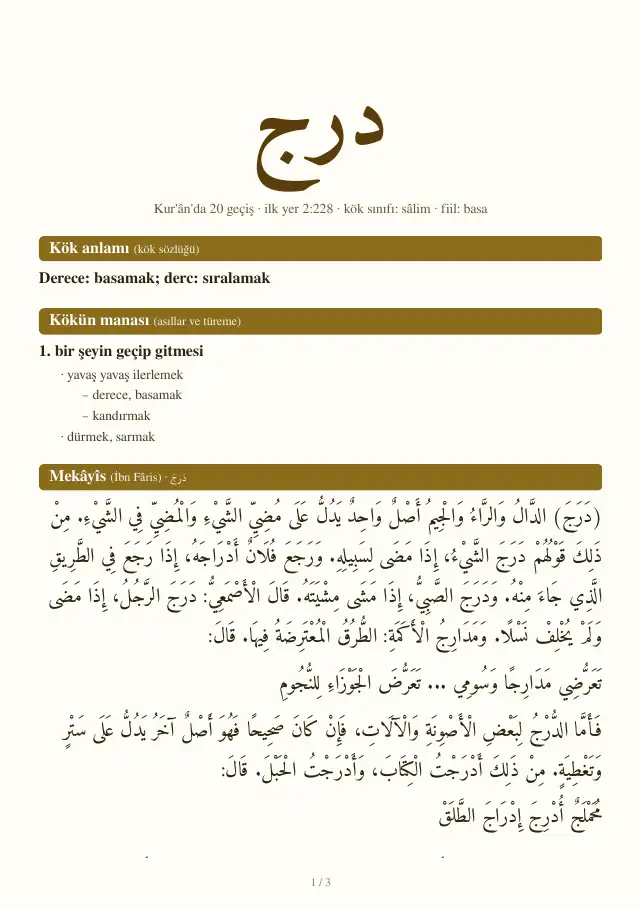 درج
Kur'ân'da 20 geçiş · ilk yer 2:228 · kök sınıfı: sâlim · fiil: basa
Kök anlamı (kök sözlüğü)
Derece: basamak; derc: sıralamak
Kökün manası (asıllar ve türeme)
1. bir şeyin geçip gitmesi
· yavaş yavaş ilerlemek
– derece, basamak
– kandırmak
· dürmek, sarmak
Mekâyîs (İbn Fâris) · دَرَجَ
(دَرَجَ) الدَّالُ وَالرَّاءُ وَالْجِيمُ أَصْلٌ وَاحِدٌ يَدُلُّ عَلَى مُضِيِّ الشَّيْءِ وَالْمُضِيِّ فِي الشَّيْءِ. مِنْ
ذَلِكَ قَوْلُهُمْ دَرَجَ الشَّيْءُ، إِذَا مَضَى لِسَبِيلِهِ. وَرَجَعَ فُلَانٌ أَدْرَاجَهُ، إِذَا رَجَعَ فِي الطَّرِيقِ
الَّذِي جَاءَ مِنْهُ. وَدَرَجَ الصَّبِيُّ، إِذَا مَشَى مِشْيَتَهُ. قَالَ الْأَصْمَعِيُّ: دَرَجَ الرَّجُلُ، إِذَا مَضَى
وَلَمْ يُخْلِفْ نَسْلًا. وَمَدَارِجُ الْأَكَمَةِ: الطُّرُقُ الْمُعْتَرِضَةُ فِيهَا. قَالَ:
تَعَرَّضِي مَدَارِجًا وَسُومِي ... تَعَرُّضَ الْجَوْزَاءِ لِلنُّجُومِ
فَأَمَّا الدُّرْجُ لِبَعْضِ الْأَصْوِنَةِ وَالْآلَاتِ، فَإِنْ كَانَ صَحِيحًا فَهُوَ أَصْلٌ آخَرُ يَدُلُّ عَلَى سَتْرٍ
وَتَغْطِيَةٍ. مِنْ ذَلِكَ أَدْرَجْتُ الْكِتَابَ، وَأَدْرَجْتُ الْحَبْلَ. قَالَ:
مُحَمْلَجٌ أُدْرِجَ إِدْرَاجَ الطَّلَقْ
1 / 3